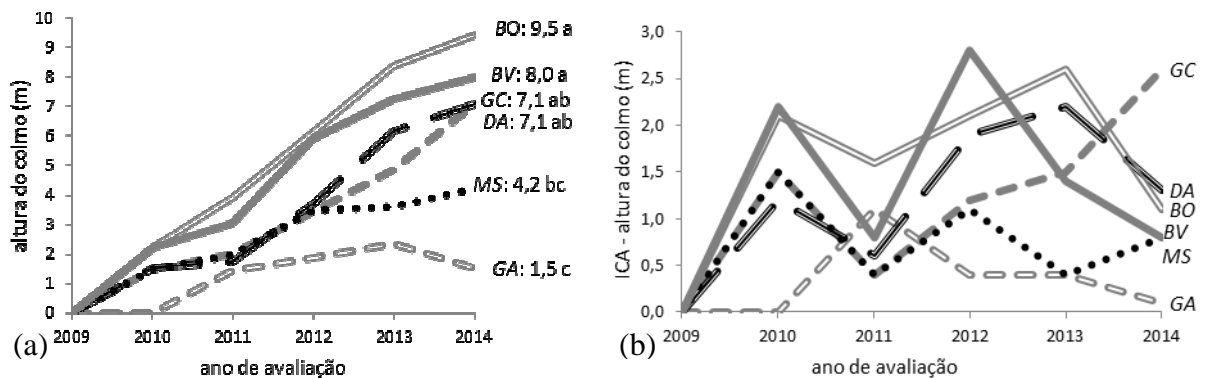 altura do colmo (m)
10
9
8
7
6
5
4
3
2
1
0
2009 2010 2011 2012 2013 2014
ano de avaliação
BO: 9,5 a
BV: 8,0 a
GC: 7,1 ab
DA: 7,1 ab
MS: 4,2 bc
GA: 1,5 c
(a)
ICA - altura do colmo (m)
3,0
2,5
2,0
1,5
1,0
0,5
0,0
2009 2010 2011 2012 2013 2014
ano de avaliação
GC
DA
BO
BV
MS
GA
(b)